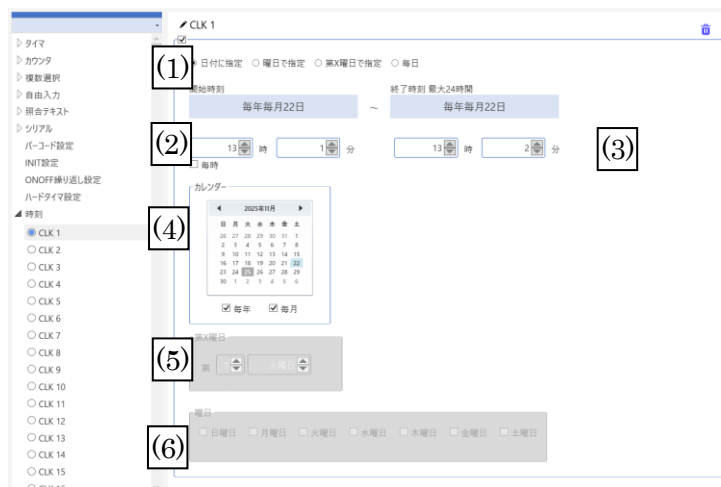 CLK 1
タイマ
カウンタ
複数選択
自由入力
照合テキスト
シリアル
バーコード設定
INIT設定
ONOFF繰り返し設定
ハードタイマ設定
時刻
CLK 1
CLK 2
CLK 3
CLK 4
CLK 5
CLK 6
CLK 7
CLK 8
CLK 9
CLK 10
CLK 11
CLK 12
CLK 13
CLK 14
CLK 15
(1)
日付に指定 曜日で指定 第X曜日で指定 毎日
開始時刻 終了時刻 最大24時間
毎年毎月22日 ~ 毎年毎月22日
(2)
13 時 1 分 13 時 2 分
(3)
毎時
カレンダー
(4)
2025年11月
日 月 火 水 木 金 土
26 27 28 29 30 31 1
2 3 4 5 6 7 8
9 10 11 12 13 14 15
16 17 18 19 20 21 22
23 24 25 26 27 28 29
30 1 2 3 4 5 6
毎年 毎月
第X曜日
(5)
第 火曜日
曜日
(6)
日曜日 月曜日 火曜日 水曜日 木曜日 金曜日 土曜日